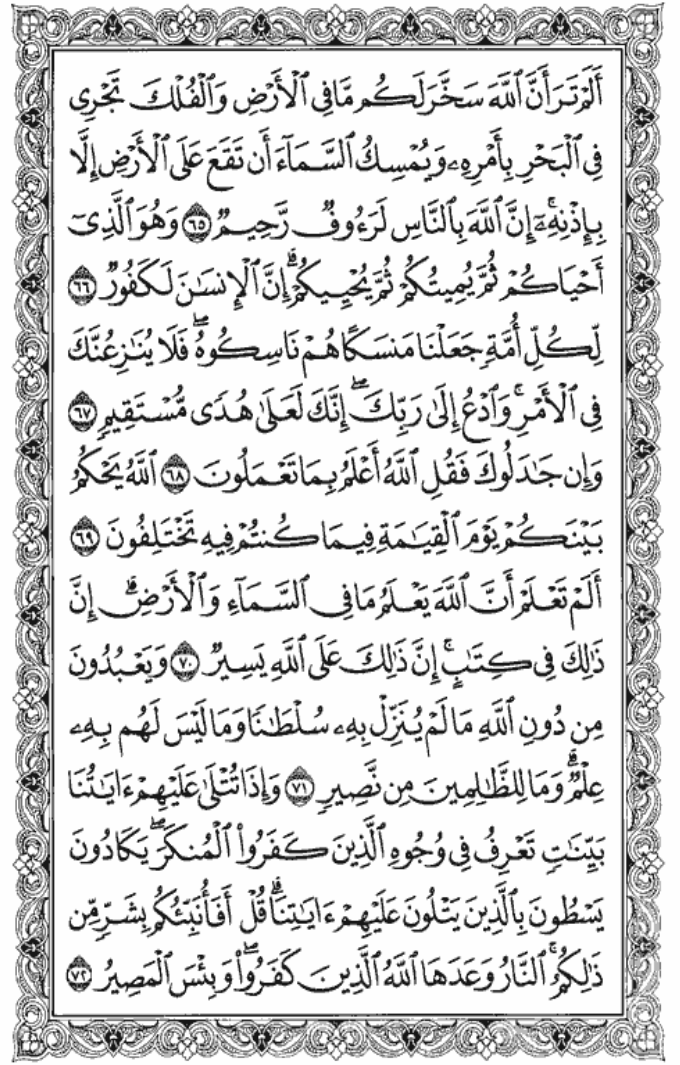 أَلَمْ تَرَ أَنَّ ٱللَّهَ سَخَّرَ لَكُم مَّا فِى ٱلْأَرْضِ وَٱلْفُلْكَ تَجْرِى
فِى ٱلْبَحْرِ بِأَمْرِهِۦ وَيُمْسِكُ ٱلسَّمَآءَ أَن تَقَعَ عَلَى ٱلْأَرْضِ إِلَّا
بِإِذْنِهِۦٓ ۗ إِنَّ ٱللَّهَ بِٱلنَّاسِ لَرَءُوفٌ رَّحِيمٌ ٦٥ وَهُوَ ٱلَّذِىٓ
أَحْيَاكُمْ ثُمَّ يُمِيتُكُمْ ثُمَّ يُحْيِيكُمْ ۗ إِنَّ ٱلْإِنسَٰنَ لَكَفُورٌ ٦٦
لِّكُلِّ أُمَّةٍ جَعَلْنَا مَنسَكًا هُمْ نَاسِكُوهُ ۖ فَلَا يُنَٰزِعُنَّكَ
فِى ٱلْأَمْرِ ۚ وَٱدْعُ إِلَىٰ رَبِّكَ ۖ إِنَّكَ لَعَلَىٰ هُدًى مُّسْتَقِيمٍ ٦٧
وَإِن جَٰدَلُوكَ فَقُلِ ٱللَّهُ أَعْلَمُ بِمَا تَعْمَلُونَ ٦٨ ٱللَّهُ يَحْكُمُ
بَيْنَكُمْ يَوْمَ ٱلْقِيَٰمَةِ فِيمَا كُنتُمْ فِيهِ تَخْتَلِفُونَ ٦٩
أَلَمْ تَعْلَمْ أَنَّ ٱللَّهَ يَعْلَمُ مَا فِى ٱلسَّمَآءِ وَٱلْأَرْضِ ۗ إِنَّ
ذَٰلِكَ فِى كِتَٰبٍ ۚ إِنَّ ذَٰلِكَ عَلَى ٱللَّهِ يَسِيرٌ ٧٠ وَيَعْبُدُونَ
مِن دُونِ ٱللَّهِ مَا لَمْ يُنَزِّلْ بِهِۦ سُلْطَٰنًا وَمَا لَيْسَ لَهُم بِهِۦ
عِلْمٌ ۗ وَمَا لِلظَّٰلِمِينَ مِن نَّصِيرٍ ٧١ وَإِذَا تُتْلَىٰ عَلَيْهِمْ ءَايَٰتُنَا
بَيِّنَٰتٍ تَعْرِفُ فِى وُجُوهِ ٱلَّذِينَ كَفَرُوا۟ ٱلْمُنكَرَ ۖ يَكَادُونَ
يَسْطُونَ بِٱلَّذِينَ يَتْلُونَ عَلَيْهِمْ ءَايَٰتِنَا ۗ قُلْ أَفَأُنَبِّئُكُم بِشَرٍّ مِّن
ذَٰلِكُمُ ۗ ٱلنَّارُ وَعَدَهَا ٱللَّهُ ٱلَّذِينَ كَفَرُوا۟ ۖ وَبِئْسَ ٱلْمَصِيرُ ٧٢